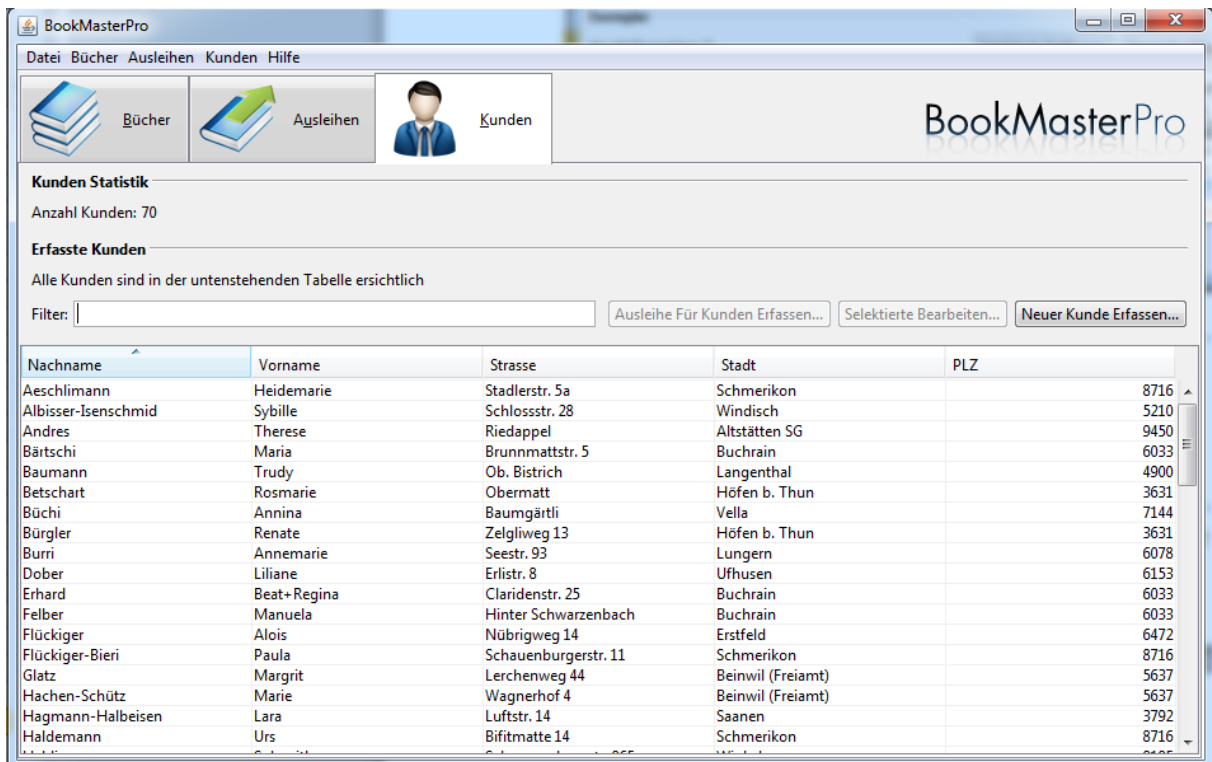 BookMasterPro
Datei Bücher Ausleihen Kunden Hilfe
Bücher Ausleihen Kunden BookMasterPro
Kunden Statistik
Anzahl Kunden: 70
Erfasste Kunden
Alle Kunden sind in der untenstehenden Tabelle ersichtlich
Filter: Ausleihe Für Kunden Erfassen... Selektierte Bearbeiten... Neuer Kunde Erfassen...
Nachname Vorname Strasse Stadt PLZ
Aeschlimann Heidemarie Stadlerstr. 5a Schmerikon 8716
Albisser-Isenschmid Sybille Schlossstr. 28 Windisch 5210
Andres Therese Riedappel Altstätten SG 9450
Bärtschi Maria Brunnmattstr. 5 Buchrain 6033
Baumann Trudy Ob. Bistrich Langenthal 4900
Betschart Rosmarie Obermatt Höfen b. Thun 3631
Büchi Annina Baumgärtli Vella 7144
Bürgler Renate Zelgliweg 13 Höfen b. Thun 3631
Burri Annemarie Seestr. 93 Lungern 6078
Dober Liliane Erlistr. 8 Ufhusen 6153
Erhard Beat+Regina Claridenstr. 25 Buchrain 6033
Felber Manuela Hinter Schwarzenbach Buchrain 6033
Flückiger Alois Nübrigweg 14 Erstfeld 6472
Flückiger-Bieri Paula Schauenburgerstr. 11 Schmerikon 8716
Glatz Margrit Lerchenweg 44 Beinwil (Freiamt) 5637
Hachen-Schütz Marie Wagnerhof 4 Beinwil (Freiamt) 5637
Hagmann-Halbeisen Lara Luftstr. 14 Saanen 3792
Haldemann Urs Bifitmatte 14 Schmerikon 8716